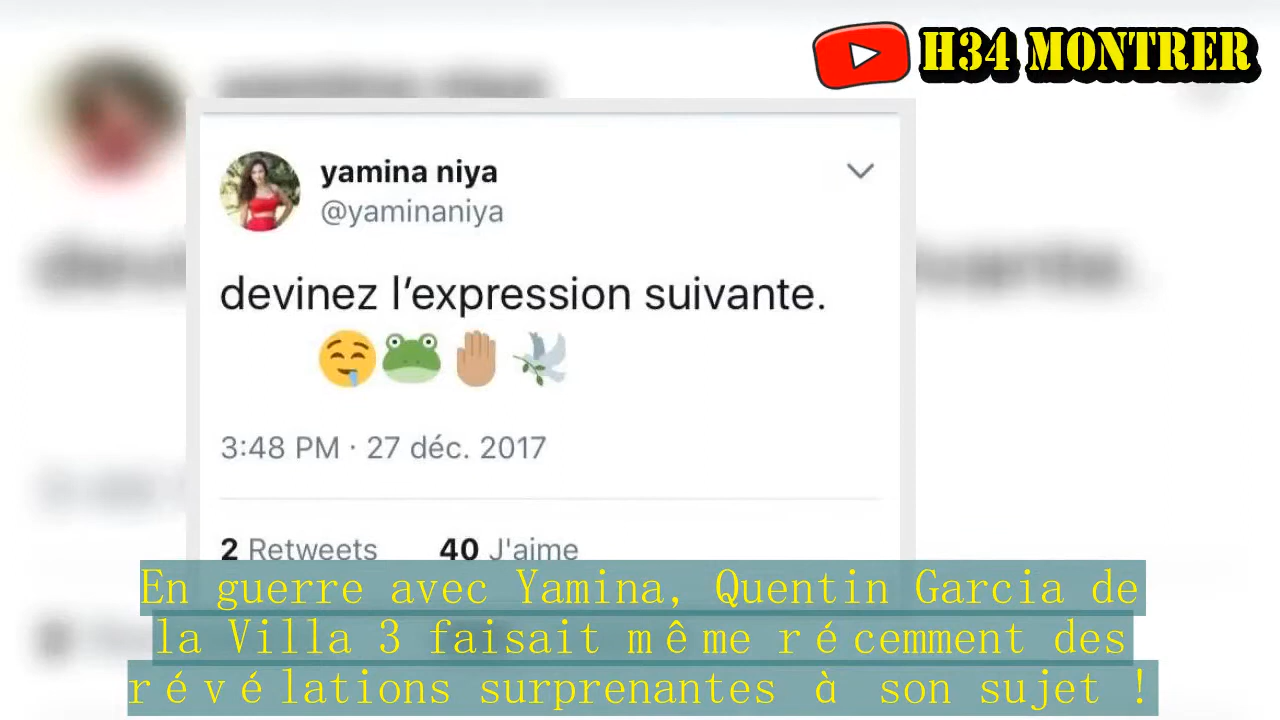 H34 MONTRER
yamina niya
@yaminaniya
devinez l’expression suivante.
🤤🐸🤚🏽🕊
3:48 PM · 27 déc. 2017
2 Retweets 40 J'aime
En guerre avec Yamina, Quentin Garcia de
la Villa 3 faisait même récemment des
révélations surprenantes à son sujet !